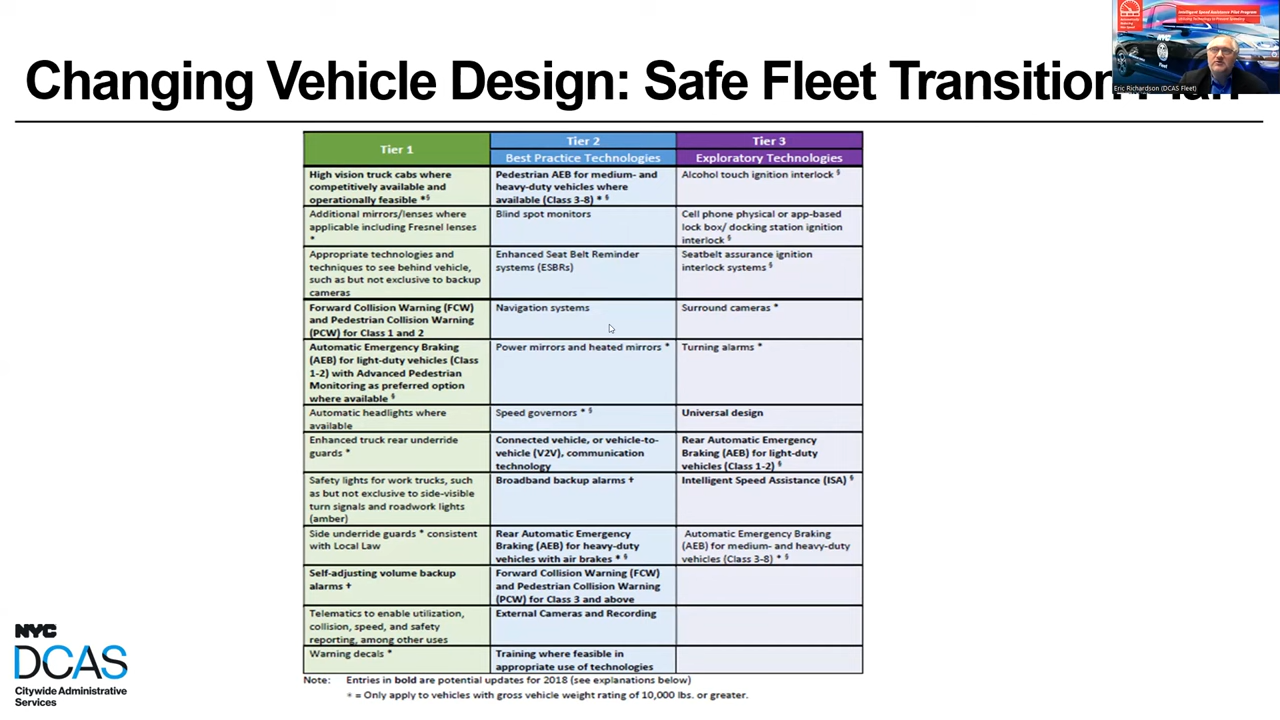 Changing Vehicle Design: Safe Fleet Transition Plan
Intelligent Speed Assistance Pilot Program
NYC
Fleet
Eric Richardson (DCAS Fleet)
Tier 1
Tier 2
Best Practice Technologies
Tier 3
Exploratory Technologies
High vision truck cabs where
competitively available and
operationally feasible *§
Pedestrian AEB for medium- and
heavy-duty vehicles where
available (Class 3-8) * §
Alcohol touch ignition interlock §
Additional mirrors/lenses where
applicable including Fresnel lenses
*
Blind spot monitors
Cell phone physical or app-based
lock box/ docking station ignition
interlock §
Appropriate technologies and
techniques to see behind vehicle,
such as but not exclusive to backup
cameras
Enhanced Seat Belt Reminder
systems (ESBRs)
Seatbelt assurance ignition
interlock systems §
Forward Collision Warning (FCW)
and Pedestrian Collision Warning
(PCW) for Class 1 and 2
Navigation systems
Surround cameras *
Automatic Emergency Braking
(AEB) for light-duty vehicles (Class
1-2) with Advanced Pedestrian
Monitoring as preferred option
where available §
Power mirrors and heated mirrors *
Turning alarms *
Automatic headlights where
available
Speed governors * §
Universal design
Enhanced truck rear underride
guards *
Connected vehicle, or vehicle-to-
vehicle (V2V), communication
technology
Rear Automatic Emergency
Braking (AEB) for light-duty
vehicles (Class 1-2) §
Safety lights for work trucks, such
as but not exclusive to side-visible
turn signals and roadwork lights
(amber)
Broadband backup alarms †
Intelligent Speed Assistance (ISA) §
Side underride guards * consistent
with Local Law
Rear Automatic Emergency
Braking (AEB) for heavy-duty
vehicles with air brakes * §
Automatic Emergency Braking
(AEB) for medium- and heavy-duty
vehicles (Class 3-8) * §
Self-adjusting volume backup
alarms †
Forward Collision Warning (FCW)
and Pedestrian Collision Warning
(PCW) for Class 3 and above
Telematics to enable utilization,
collision, speed, and safety
reporting, among other uses
External Cameras and Recording
Warning decals *
Training where feasible in
appropriate use of technologies
Note: Entries in bold are potential updates for 2018 (see explanations below)
* = Only apply to vehicles with gross vehicle weight rating of 10,000 lbs. or greater.
NYC
DCAS
Citywide Administrative
Services